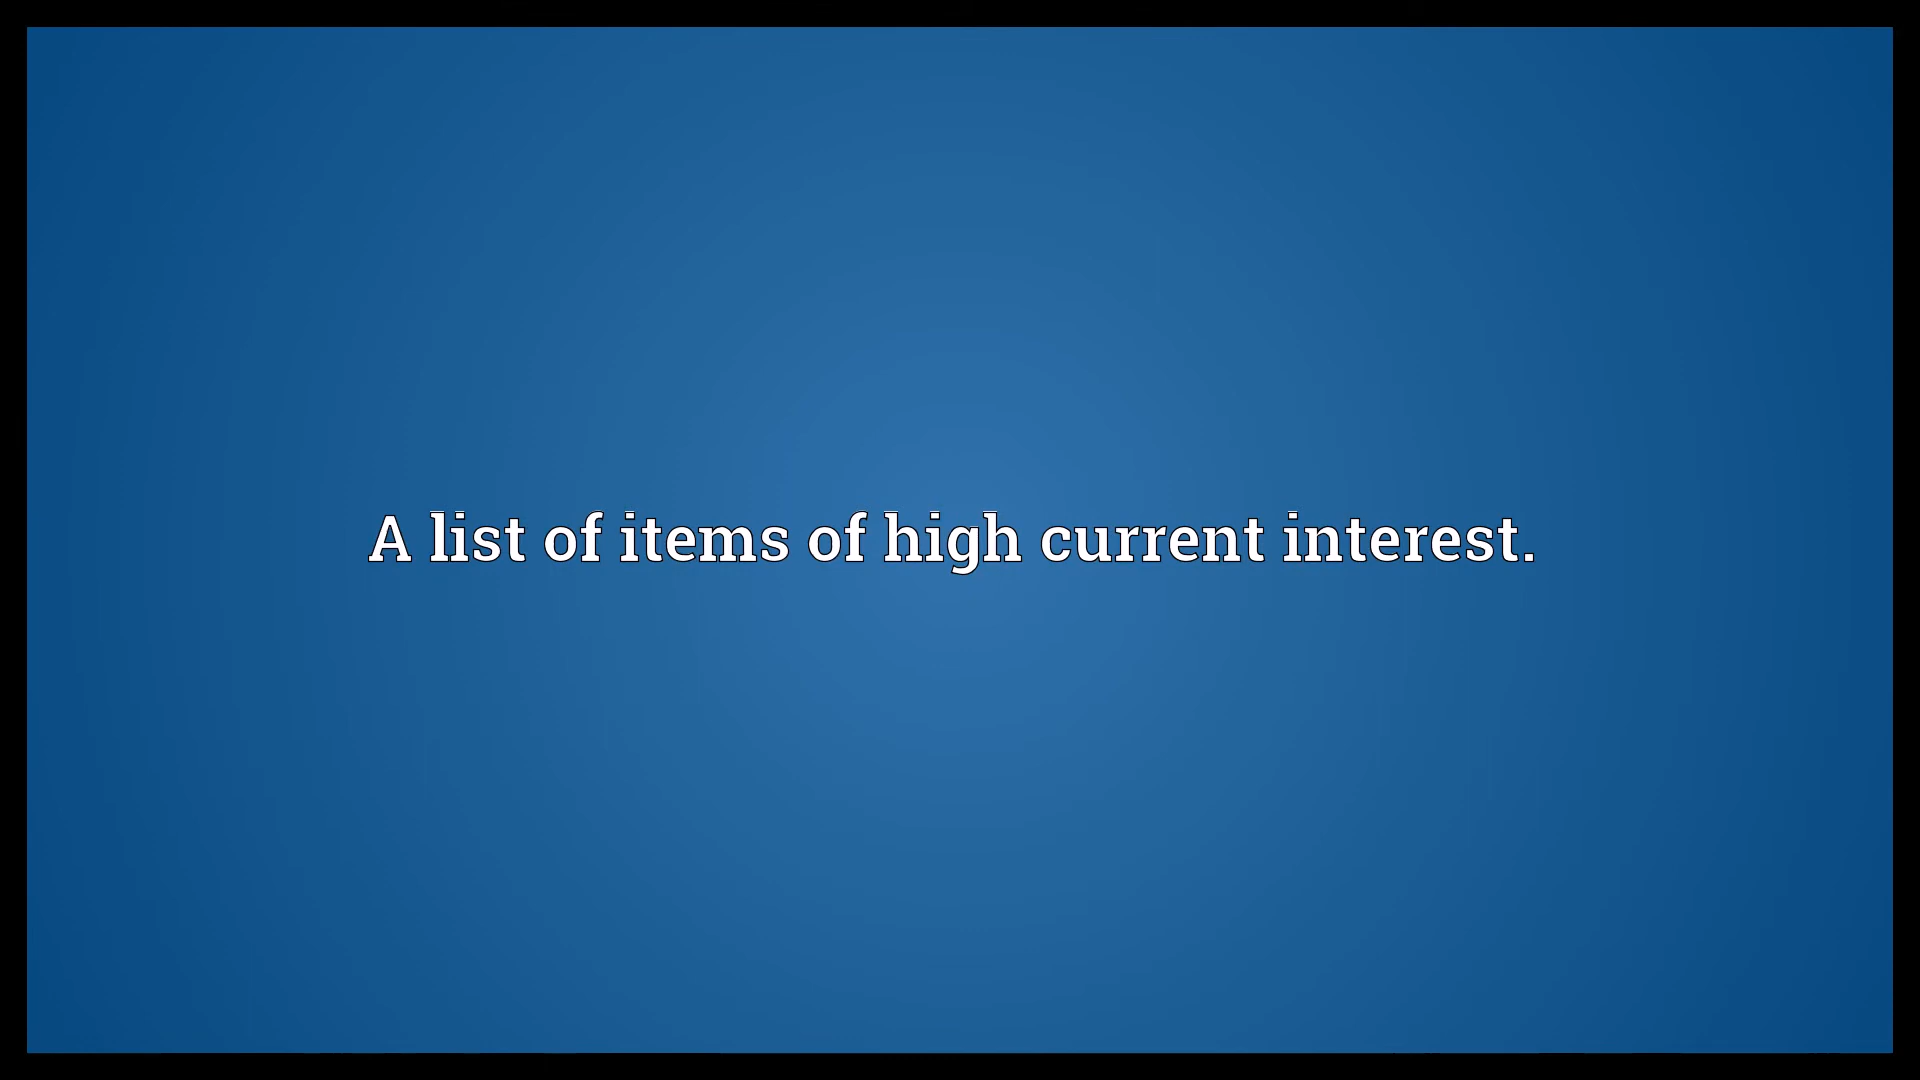 A list of items of high current interest.